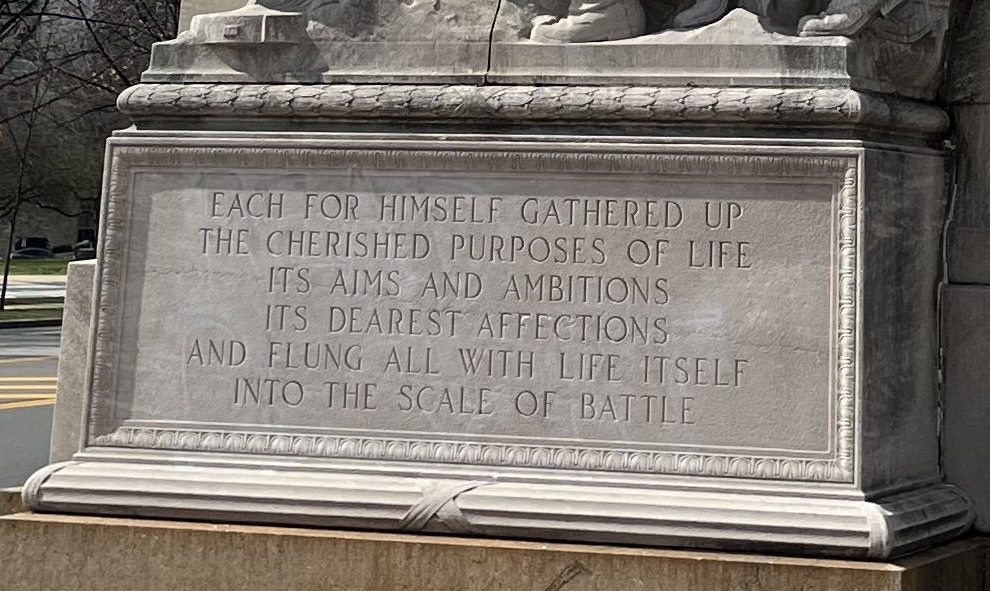 EACH FOR HIMSELF GATHERED UP
THE CHERISHED PURPOSES OF LIFE
ITS AIMS AND AMBITIONS
ITS DEAREST AFFECTIONS
AND FLUNG ALL WITH LIFE ITSELF
INTO THE SCALE OF BATTLE